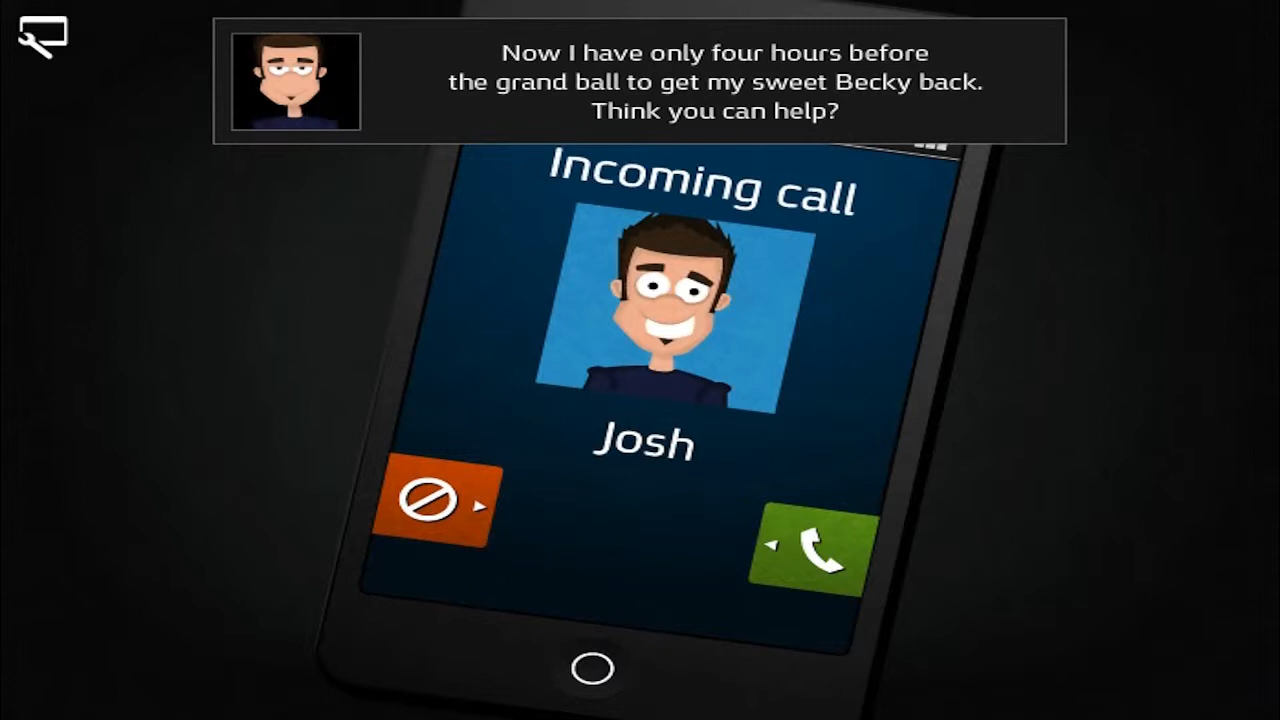 Now I have only four hours before
the grand ball to get my sweet Becky back.
Think you can help?
Incoming call
Josh